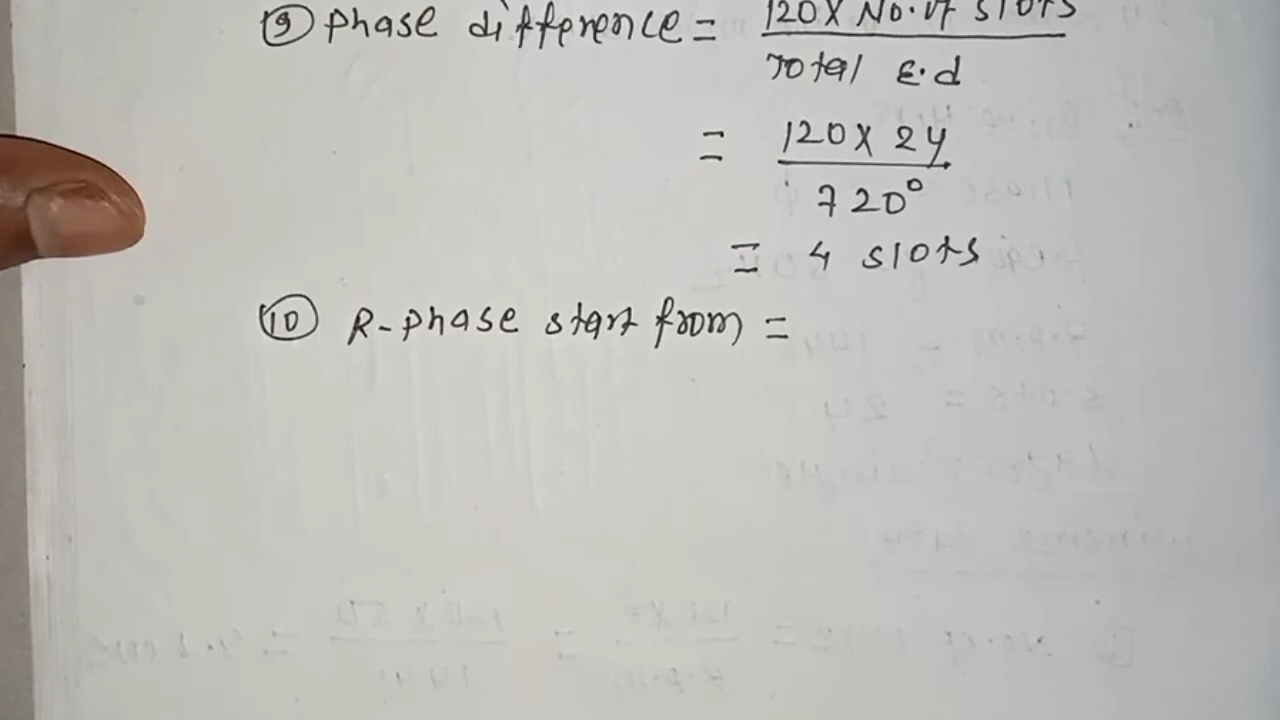 ⑨ Phase difference = 120 X No. of slots
Total E.d
= 120 X 24
720°
= 4 slots
⑩ R-Phase start from =